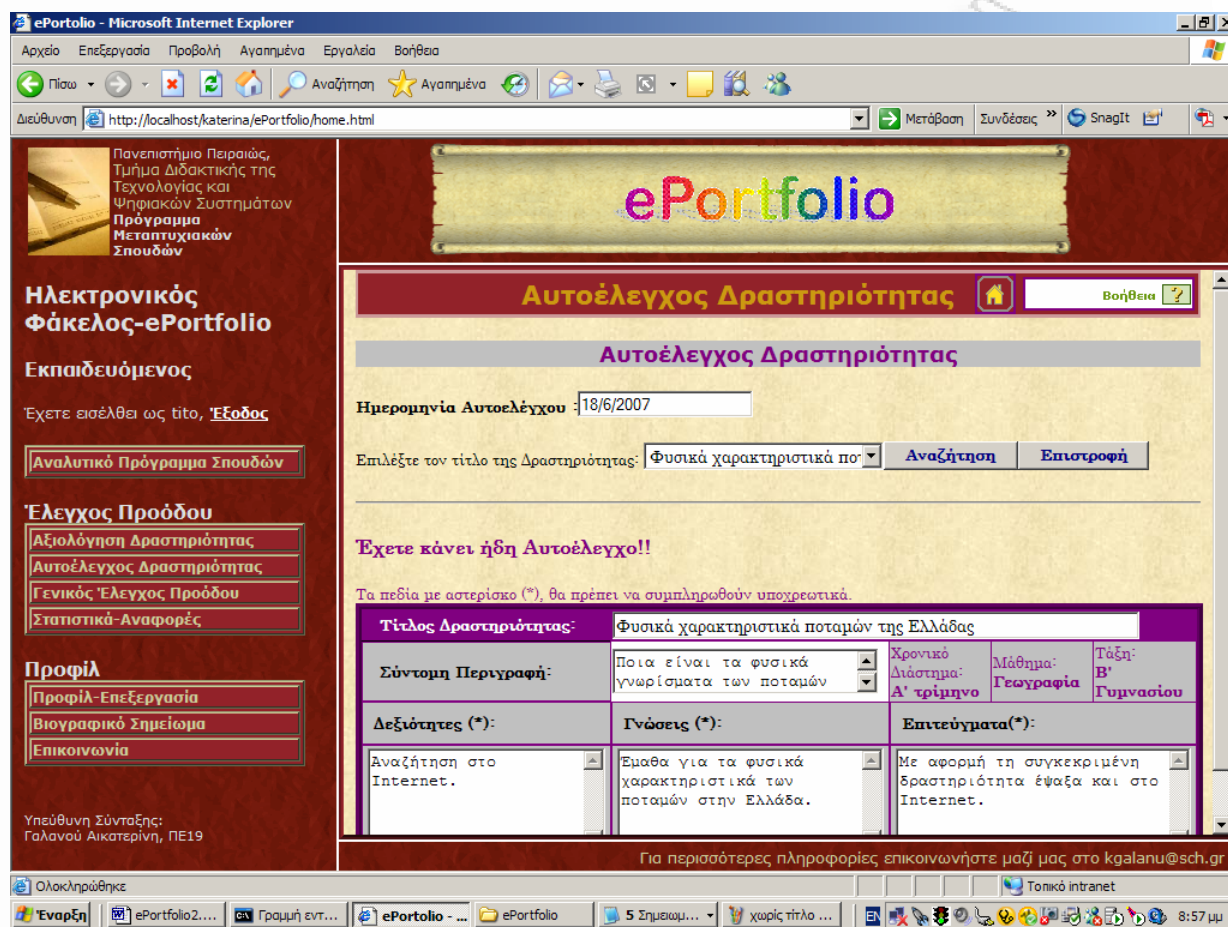 ePortolio - Microsoft Internet Explorer
Αρχείο Επεξεργασία Προβολή Αγαπημένα Εργαλεία Βοήθεια
Πίσω Αναζήτηση Αγαπημένα
Διεύθυνση http://localhost/katerina/ePortfolio/home.html Μετάβαση Συνδέσεις » SnagIt
Πανεπιστήμιο Πειραιώς,
Τμήμα Διδακτικής της
Τεχνολογίας και
Ψηφιακών Συστημάτων
Πρόγραμμα
Μεταπτυχιακών
Σπουδών
ePortfolio
Ηλεκτρονικός
Φάκελος-ePortfolio
Εκπαιδευόμενος
Έχετε εισέλθει ως tito, Έξοδος
Αναλυτικό Πρόγραμμα Σπουδών
Έλεγχος Προόδου
Αξιολόγηση Δραστηριότητας
Αυτοέλεγχος Δραστηριότητας
Γενικός Έλεγχος Προόδου
Στατιστικά-Αναφορές
Προφίλ
Προφίλ-Επεξεργασία
Βιογραφικό Σημείωμα
Επικοινωνία
Υπεύθυνη Σύνταξης:
Γαλανού Αικατερίνη, ΠΕ19
Αυτοέλεγχος Δραστηριότητας
Βοήθεια ?
Αυτοέλεγχος Δραστηριότητας
Ημερομηνία Αυτοελέγχου : 18/6/2007
Επιλέξτε τον τίτλο της Δραστηριότητας: Φυσικά χαρακτηριστικά ποτ Αναζήτηση Επιστροφή
Έχετε κάνει ήδη Αυτοέλεγχο!!
Τα πεδία με αστερίσκο (*), θα πρέπει να συμπληρωθούν υποχρεωτικά.
Τίτλος Δραστηριότητας: Φυσικά χαρακτηριστικά ποταμών της Ελλάδας
Σύντομη Περιγραφή:
Ποια είναι τα φυσικά
γνωρίσματα των ποταμών
Χρονικό
Διάστημα:
Α' τρίμηνο
Μάθημα:
Γεωγραφία
Τάξη:
Β'
Γυμνασίου
Δεξιότητες (*): Γνώσεις (*): Επιτεύγματα(*):
Αναζήτηση στο
Internet.
Έμαθα για τα φυσικά
χαρακτηριστικά των
ποταμών στην Ελλάδα.
Με αφορμή τη συγκεκριμένη
δραστηριότητα έψαξα και στο
Internet.
Για περισσότερες πληροφορίες επικοινωνήστε μαζί μας στο kgalanu@sch.gr
Ολοκληρώθηκε Τοπικό intranet
Έναρξη ePortfolio2.... Γραμμή εντ... ePortolio - ... ePortfolio 5 Σημειωμ... χωρίς τίτλο ... EN 8:57 μμ